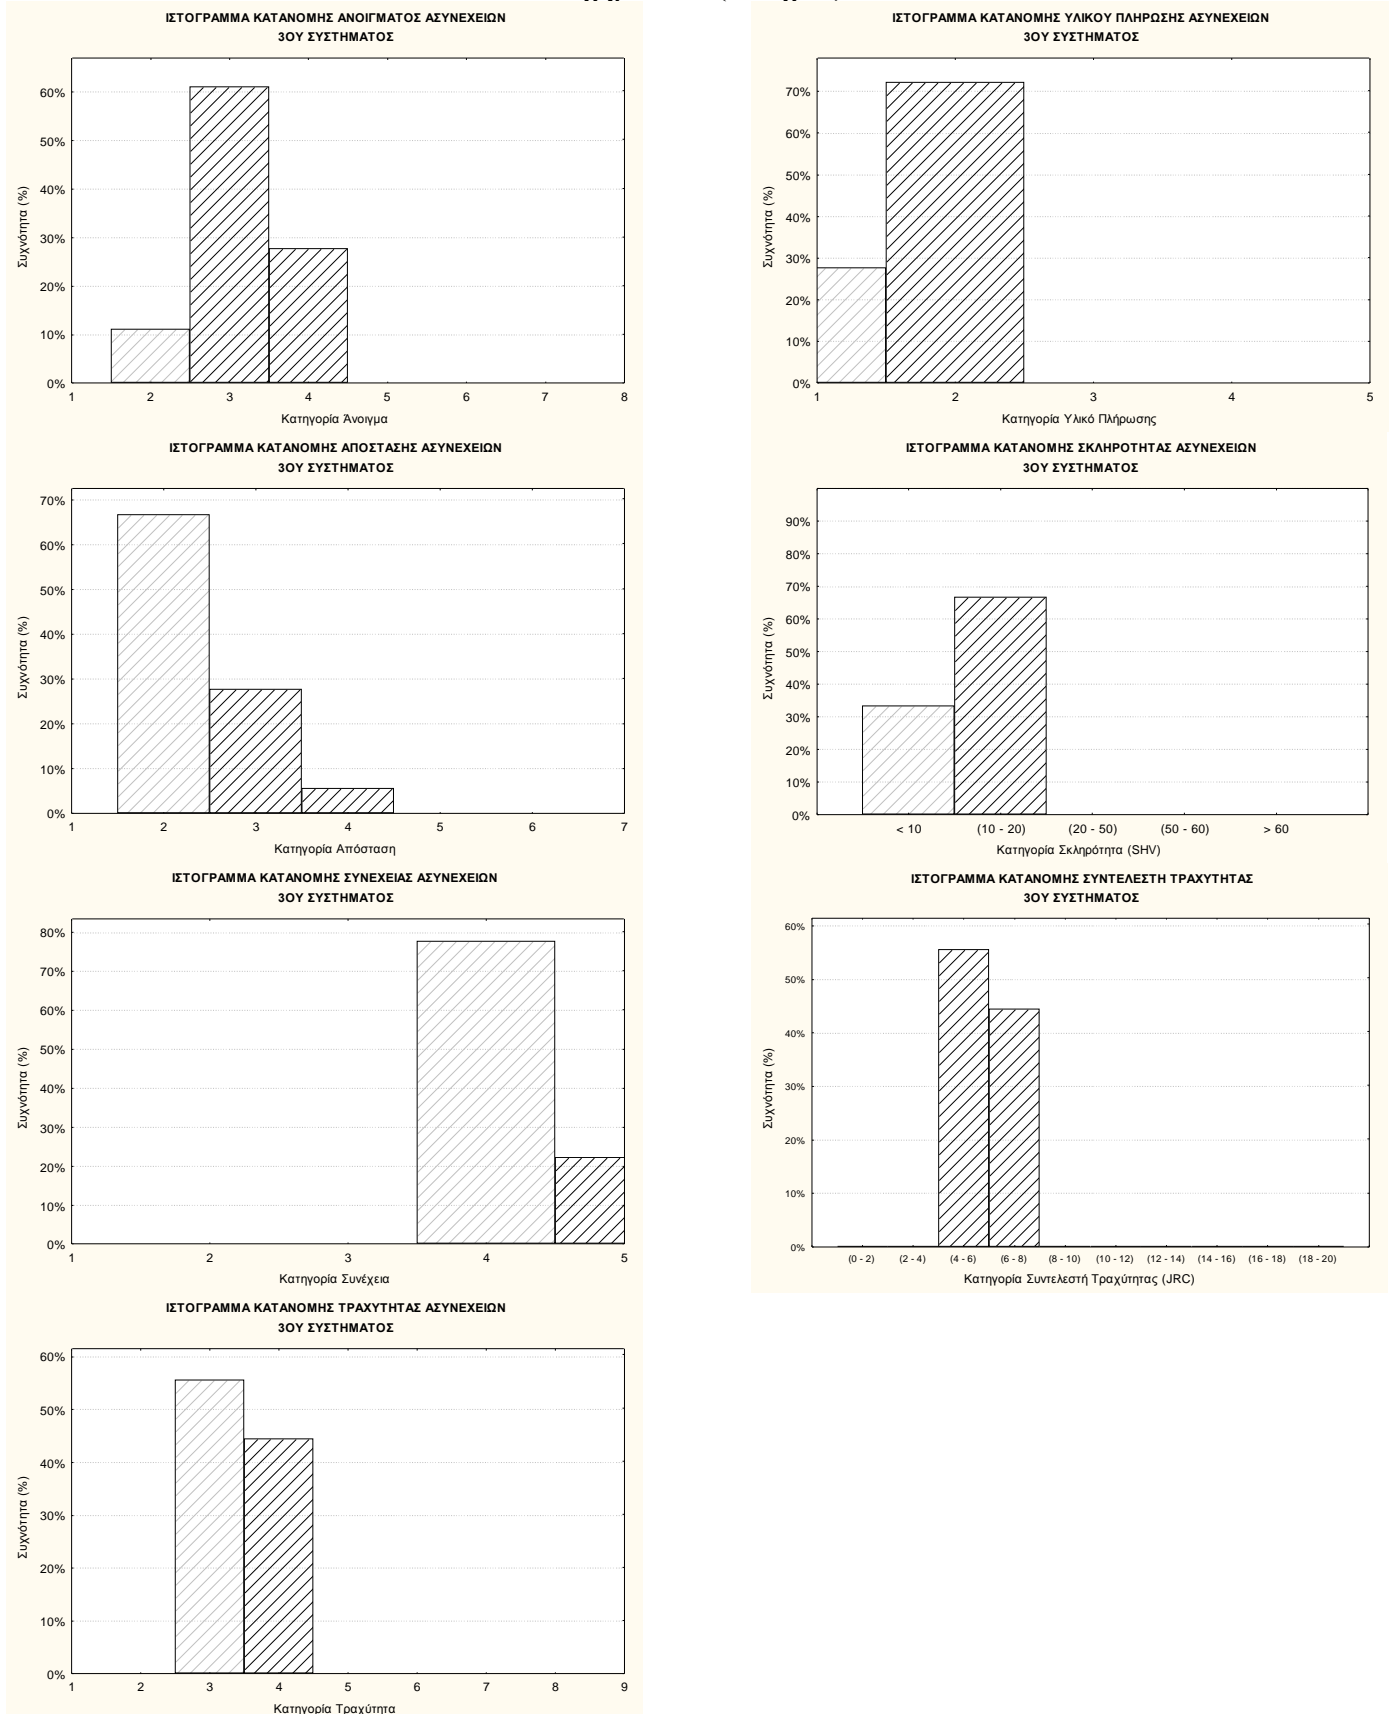 ΙΣΤΟΓΡΑΜΜΑ ΚΑΤΑΝΟΜΗΣ ΑΝΟΙΓΜΑΤΟΣ ΑΣΥΝΕΧΕΙΩΝ
3ΟΥ ΣΥΣΤΗΜΑΤΟΣ
60%
50%
40%
30%
20%
10%
0%
Συχνότητα (%)
1 2 3 4 5 6 7 8
Κατηγορία Άνοιγμα
ΙΣΤΟΓΡΑΜΜΑ ΚΑΤΑΝΟΜΗΣ ΥΛΙΚΟΥ ΠΛΗΡΩΣΗΣ ΑΣΥΝΕΧΕΙΩΝ
3ΟΥ ΣΥΣΤΗΜΑΤΟΣ
70%
60%
50%
40%
30%
20%
10%
0%
Συχνότητα (%)
1 2 3 4 5
Κατηγορία Υλικό Πλήρωσης
ΙΣΤΟΓΡΑΜΜΑ ΚΑΤΑΝΟΜΗΣ ΑΠΟΣΤΑΣΗΣ ΑΣΥΝΕΧΕΙΩΝ
3ΟΥ ΣΥΣΤΗΜΑΤΟΣ
70%
60%
50%
40%
30%
20%
10%
0%
Συχνότητα (%)
1 2 3 4 5 6 7
Κατηγορία Απόσταση
ΙΣΤΟΓΡΑΜΜΑ ΚΑΤΑΝΟΜΗΣ ΣΚΛΗΡΟΤΗΤΑΣ ΑΣΥΝΕΧΕΙΩΝ
3ΟΥ ΣΥΣΤΗΜΑΤΟΣ
90%
80%
70%
60%
50%
40%
30%
20%
10%
0%
Συχνότητα (%)
< 10 (10 - 20) (20 - 50) (50 - 60) > 60
Κατηγορία Σκληρότητα (SHV)
ΙΣΤΟΓΡΑΜΜΑ ΚΑΤΑΝΟΜΗΣ ΣΥΝΕΧΕΙΑΣ ΑΣΥΝΕΧΕΙΩΝ
3ΟΥ ΣΥΣΤΗΜΑΤΟΣ
80%
70%
60%
50%
40%
30%
20%
10%
0%
Συχνότητα (%)
1 2 3 4 5
Κατηγορία Συνέχεια
ΙΣΤΟΓΡΑΜΜΑ ΚΑΤΑΝΟΜΗΣ ΣΥΝΤΕΛΕΣΤΗ ΤΡΑΧΥΤΗΤΑΣ
3ΟΥ ΣΥΣΤΗΜΑΤΟΣ
60%
50%
40%
30%
20%
10%
0%
Συχνότητα (%)
(0 - 2) (2 - 4) (4 - 6) (6 - 8) (8 - 10) (10 - 12) (12 - 14) (14 - 16) (16 - 18) (18 - 20)
Κατηγορία Συντελεστή Τραχύτητας (JRC)
ΙΣΤΟΓΡΑΜΜΑ ΚΑΤΑΝΟΜΗΣ ΤΡΑΧΥΤΗΤΑΣ ΑΣΥΝΕΧΕΙΩΝ
3ΟΥ ΣΥΣΤΗΜΑΤΟΣ
60%
50%
40%
30%
20%
10%
0%
Συχνότητα (%)
1 2 3 4 5 6 7 8 9
Κατηγορία Τραχύτητα